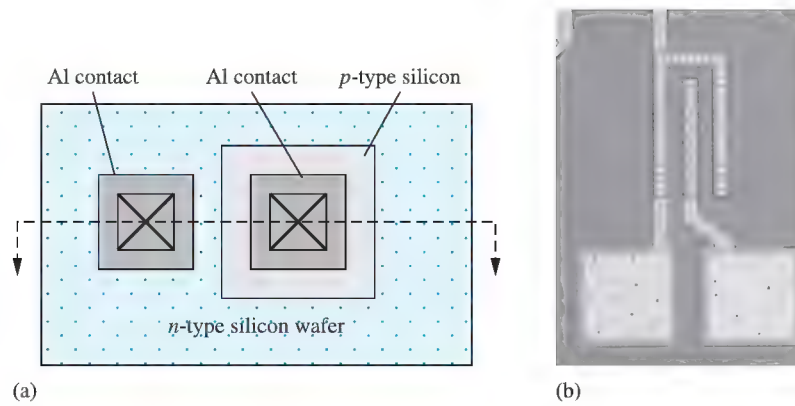 Al contact
Al contact
p-type silicon
n-type silicon wafer
(a)
(b)